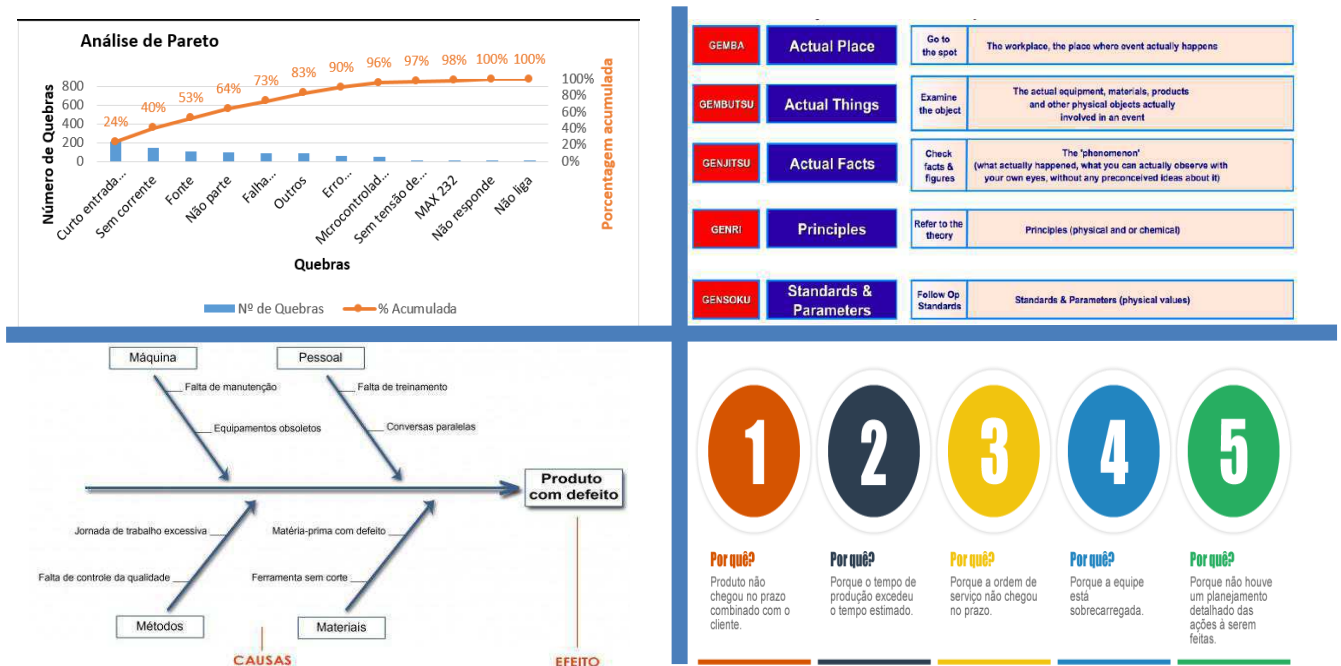 Análise de Pareto
Número de Quebras
800
600
400
200
0
24%
40%
53%
64%
73%
83%
90%
96%
97%
98%
100%
100%
100%
80%
60%
40%
20%
0%
Porcentagem acumulada
Curto entrada...
Sem corrente
Fonte
Não parte
Falha...
Outros
Erro...
Mcrocontrolad...
Sem tensão de...
MAX 232
Não responde
Não liga
Quebras
Nº de Quebras
% Acumulada
GEMBA
Actual Place
Go to
the spot
The workplace, the place where event actually happens
GEMBUTSU
Actual Things
Examine
the object
The actual equipment, materials, products
and other physical objects actually
involved in an event
GENJITSU
Actual Facts
Check
facts &
figures
The 'phenomenon'
(what actually happened, what you can actually observe with
your own eyes, without any preconceived ideas about it)
GENRI
Principles
Refer to the
theory
Principles (physical and or chemical)
GENSOKU
Standards &
Parameters
Follow Op
Standards
Standards & Parameters (physical values)
Máquina
Pessoal
Falta de manutenção
Falta de treinamento
Equipamentos obsoletos
Conversas paralelas
Produto
com defeito
Jornada de trabalho excessiva
Matéria-prima com defeito
Falta de controle da qualidade
Ferramenta sem corte
Métodos
Materiais
CAUSAS
EFEITO
1
Por quê?
Produto não
chegou no prazo
combinado com o
cliente.
2
Por quê?
Porque o tempo de
produção excedeu
o tempo estimado.
3
Por quê?
Porque a ordem de
serviço não chegou
no prazo.
4
Por quê?
Porque a equipe
está
sobrecarregada.
5
Por quê?
Porque não houve
um planejamento
detalhado das
ações à serem
feitas.